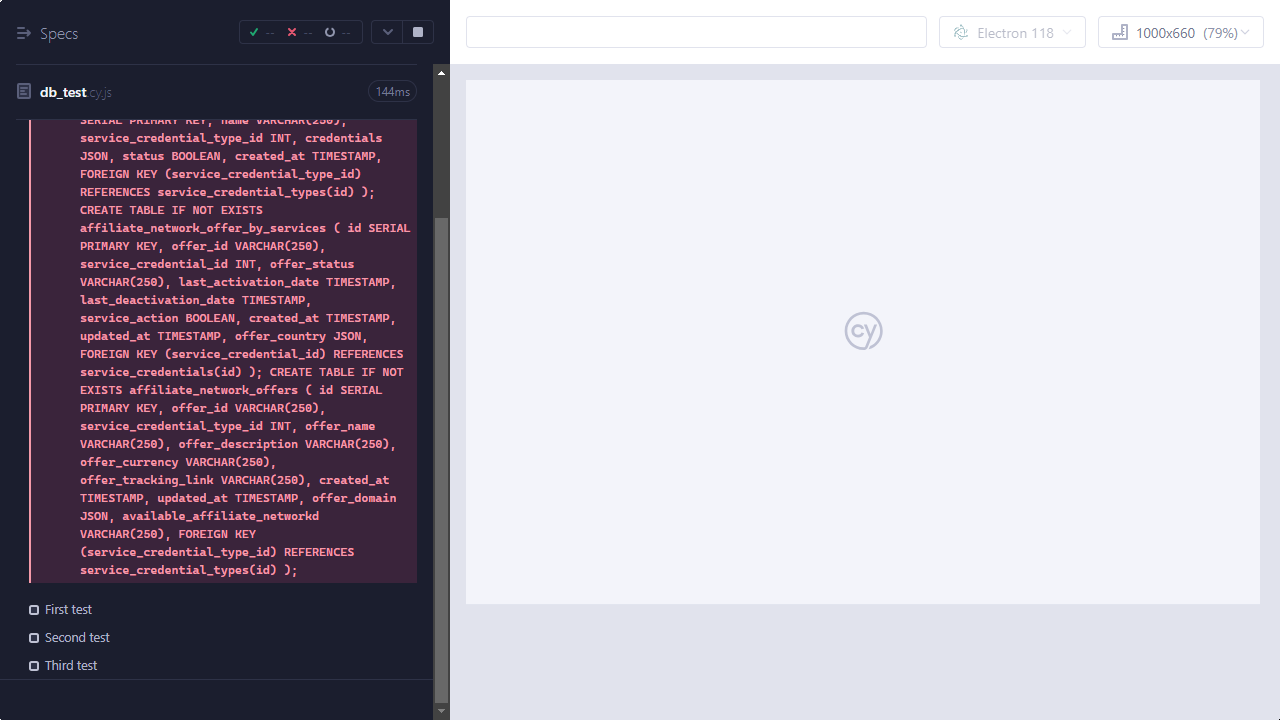 Specs
--
--
--
Electron 118
1000x660 (79%)
db_test.cy.js
144ms
SERIAL PRIMARY KEY, name VARCHAR(250),
service_credential_type_id INT, credentials
JSON, status BOOLEAN, created_at TIMESTAMP,
FOREIGN KEY (service_credential_type_id)
REFERENCES service_credential_types(id) );
CREATE TABLE IF NOT EXISTS
affiliate_network_offer_by_services ( id SERIAL
PRIMARY KEY, offer_id VARCHAR(250),
service_credential_id INT, offer_status
VARCHAR(250), last_activation_date TIMESTAMP,
last_deactivation_date TIMESTAMP,
service_action BOOLEAN, created_at TIMESTAMP,
updated_at TIMESTAMP, offer_country JSON,
FOREIGN KEY (service_credential_id) REFERENCES
service_credentials(id) ); CREATE TABLE IF NOT
EXISTS affiliate_network_offers ( id SERIAL
PRIMARY KEY, offer_id VARCHAR(250),
service_credential_type_id INT, offer_name
VARCHAR(250), offer_description VARCHAR(250),
offer_currency VARCHAR(250),
offer_tracking_link VARCHAR(250), created_at
TIMESTAMP, updated_at TIMESTAMP, offer_domain
JSON, available_affiliate_networkd
VARCHAR(250), FOREIGN KEY
(service_credential_type_id) REFERENCES
service_credential_types(id) );
First test
Second test
Third test
cy